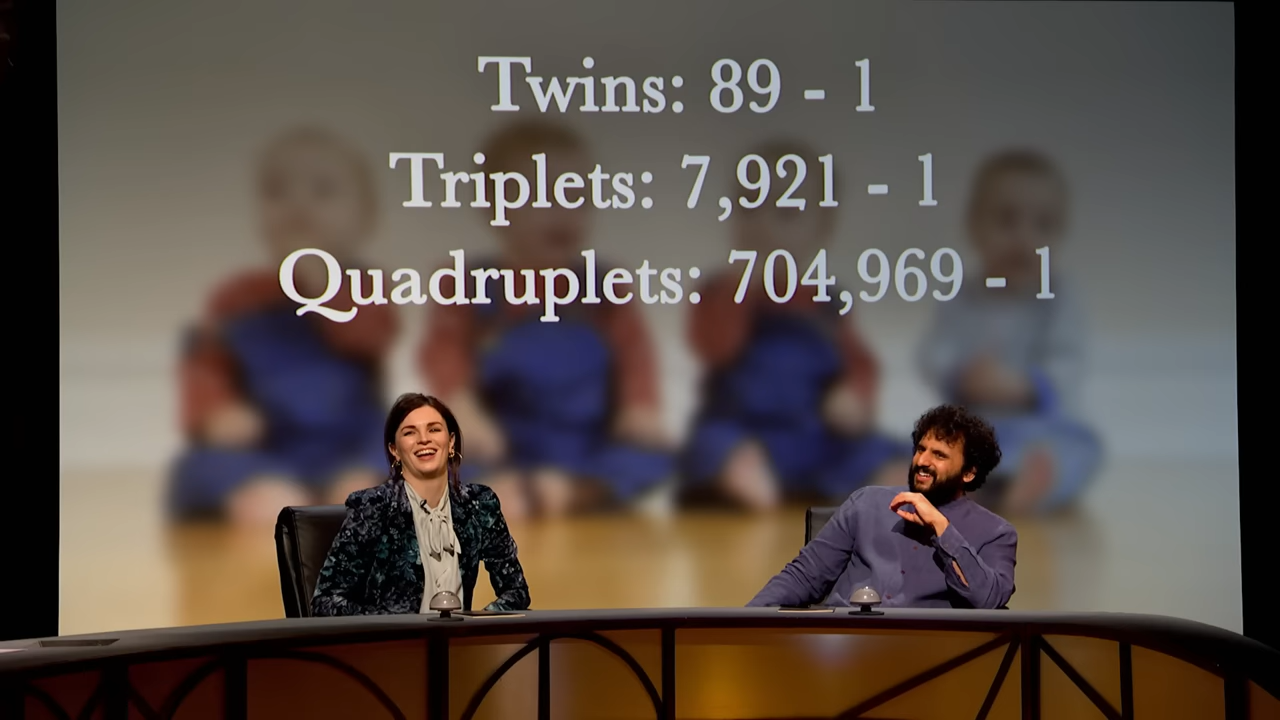 Twins: 89 - 1
Triplets: 7,921 - 1
Quadruplets: 704,969 - 1